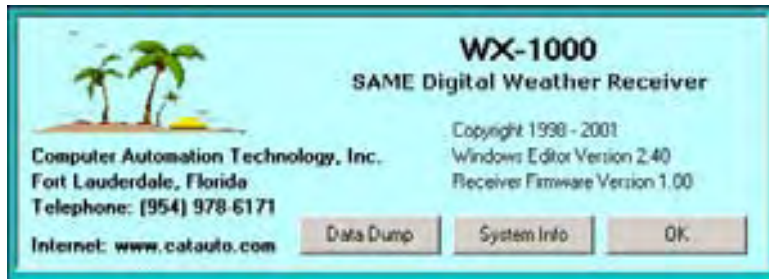 WX-1000
SAME Digital Weather Receiver
Copyright 1998 - 2001
Windows Editor Version 2.40
Receiver Firmware Version 1.00
Computer Automation Technology, Inc.
Fort Lauderdale, Florida
Telephone: (954) 978-6171
Internet: www.catauto.com
Data Dump
System Info
OK